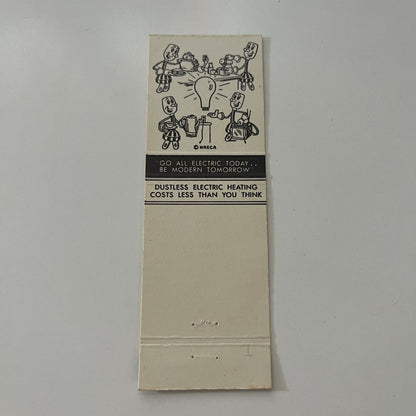 © NRECA
"GO ALL ELECTRIC TODAY..
BE MODERN TOMORROW"
DUSTLESS ELECTRIC HEATING
COSTS LESS THAN YOU THINK